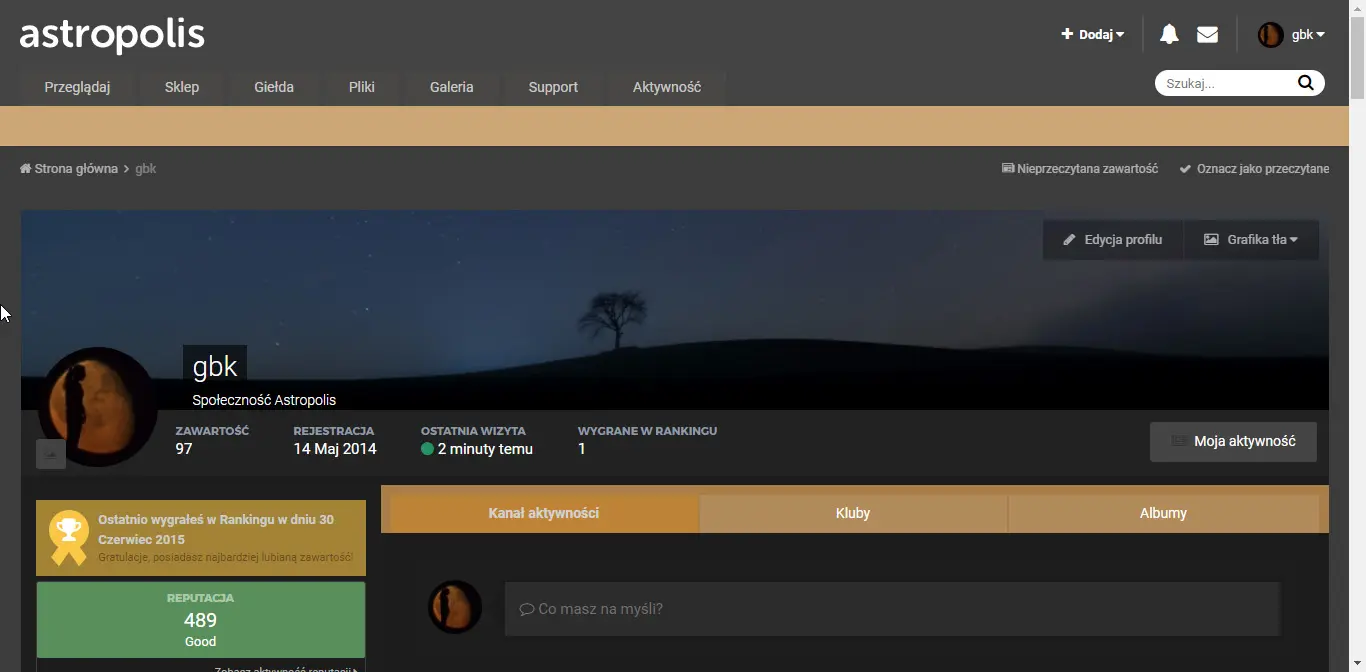 astropolis
Dodaj
gbk
Przeglądaj Sklep Giełda Pliki Galeria Support Aktywność
Szukaj...
Strona główna gbk
Nieprzeczytana zawartość Oznacz jako przeczytane
Edycja profilu Grafika tła
gbk
Społeczność Astropolis
ZAWARTOŚĆ REJESTRACJA OSTATNIA WIZYTA WYGRANE W RANKINGU
97 14 Maj 2014 2 minuty temu 1
Moja aktywność
Ostatnio wygrałeś w Rankingu w dniu 30
Czerwiec 2015
Gratulacje, posiadasz najbardziej lubianą zawartość!
REPUTACJA
489
Good
Zobacz aktywność reputacji
Kanał aktywności Kluby Albumy
Co masz na myśli?